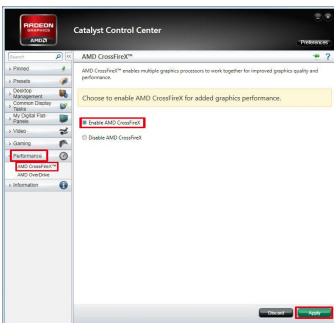 RADEON
GRAPHICS
AMD
Catalyst Control Center
Preferences
Search
AMD CrossFireX™
Pinned
Presets
Desktop
Management
Common Display
Tasks
My Digital Flat-
Panels
Video
Gaming
Performance
AMD CrossFireX™
AMD OverDrive
Information
AMD CrossFireX™ enables multiple graphics processors to work together for improved graphics quality and
performance.
Choose to enable AMD CrossFireX for added graphics performance.
Enable AMD CrossFireX
Disable AMD CrossFireX
Discard
Apply